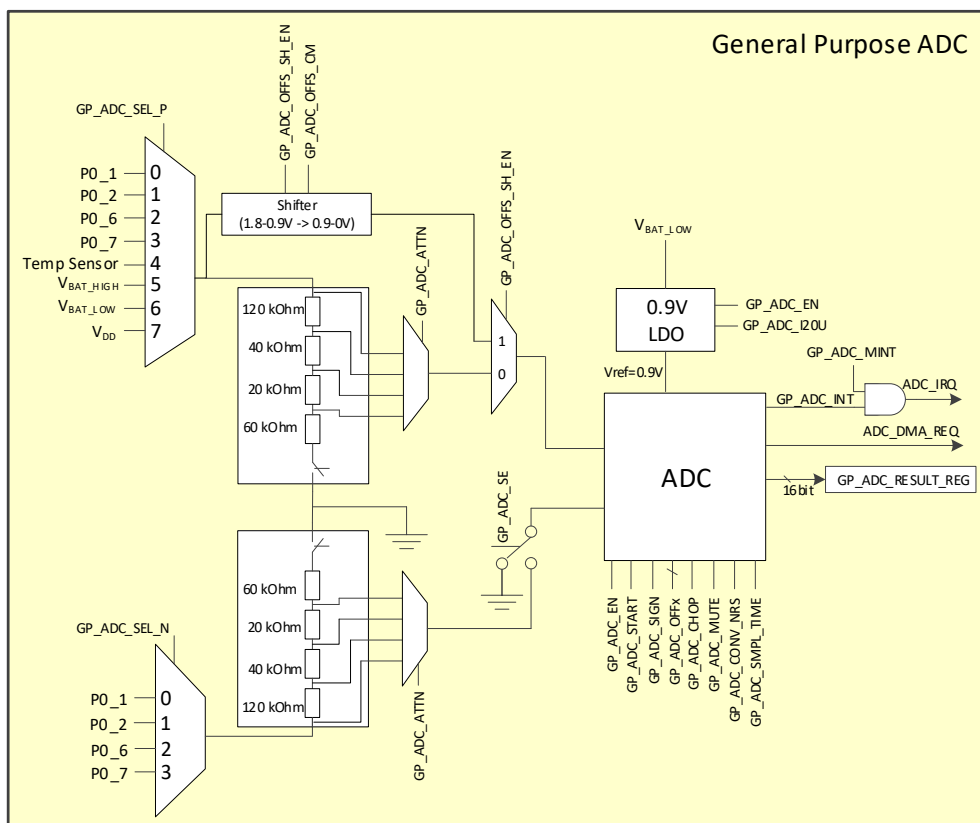 General Purpose ADC
GP_ADC_OFFS_SH_EN
GP_ADC_OFFS_CM
GP_ADC_SEL_P
P0_1
0
P0_2
1
P0_6
2
P0_7
3
Temp Sensor
4
VBAT_HIGH
5
VBAT_LOW
6
VDD
7
Shifter
(1.8-0.9V -> 0.9-0V)
120 kOhm
40 kOhm
20 kOhm
60 kOhm
GP_ADC_ATTN
GP_ADC_OFFS_SH_EN
1
0
VBAT_LOW
0.9V
LDO
GP_ADC_EN
GP_ADC_I20U
Vref=0.9V
GP_ADC_MINT
GP_ADC_INT
ADC_IRQ
ADC_DMA_REQ
ADC
16bit
GP_ADC_RESULT_REG
GP_ADC_SE
GP_ADC_EN
GP_ADC_START
GP_ADC_SIGN
GP_ADC_OFFx
GP_ADC_CHOP
GP_ADC_MUTE
GP_ADC_CONV_NRS
GP_ADC_SMPL_TIME
60 kOhm
20 kOhm
40 kOhm
120 kOhm
GP_ADC_ATTN
GP_ADC_SEL_N
P0_1
0
P0_2
1
P0_6
2
P0_7
3